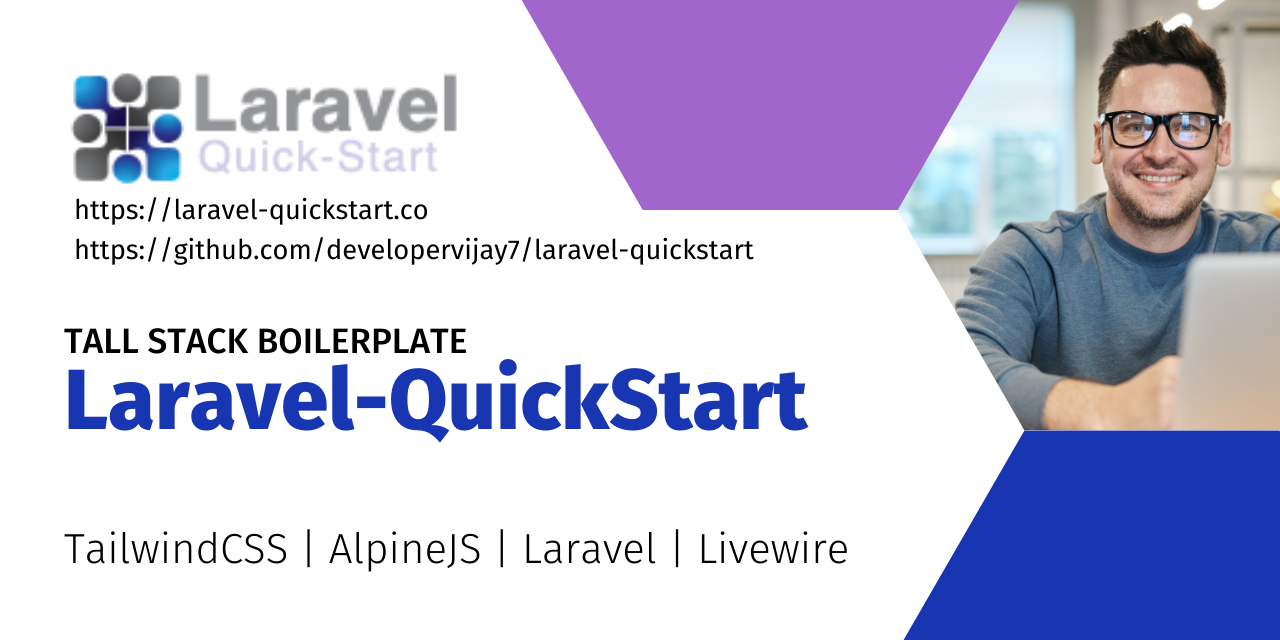 Laravel
Quick-Start
https://laravel-quickstart.co
https://github.com/developervijay7/laravel-quickstart
TALL STACK BOILERPLATE
Laravel-QuickStart
TailwindCSS | AlpineJS | Laravel | Livewire